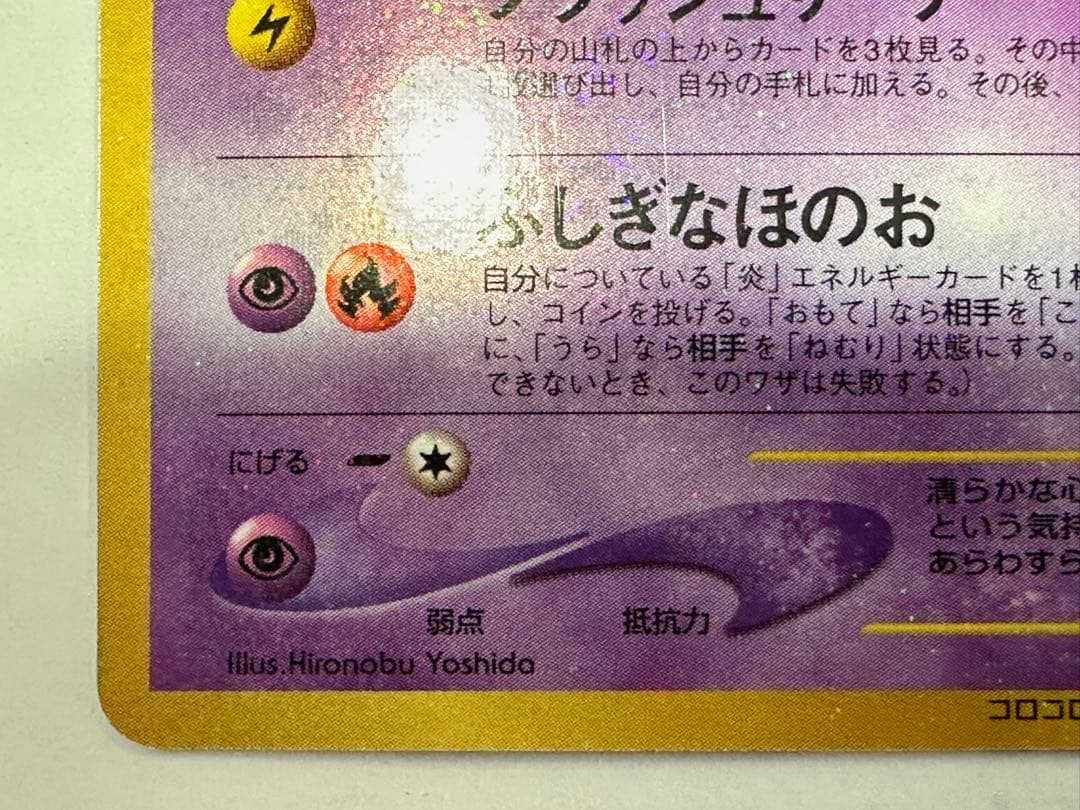 自分の山札の上からカードを3枚見る。その中
選び出し、自分の手札に加える。その後、
ふしぎなほのお
自分についている「炎」エネルギーカードを1枚
し、コインを投げる。「おもて」なら相手を「こ
に、「うら」なら相手を「ねむり」状態にする。
できないとき、このワザは失敗する。）
にげる
清らかな心
という気持
あらわすら
弱点 抵抗力
Illus.Hironobu Yoshida
コロコロ